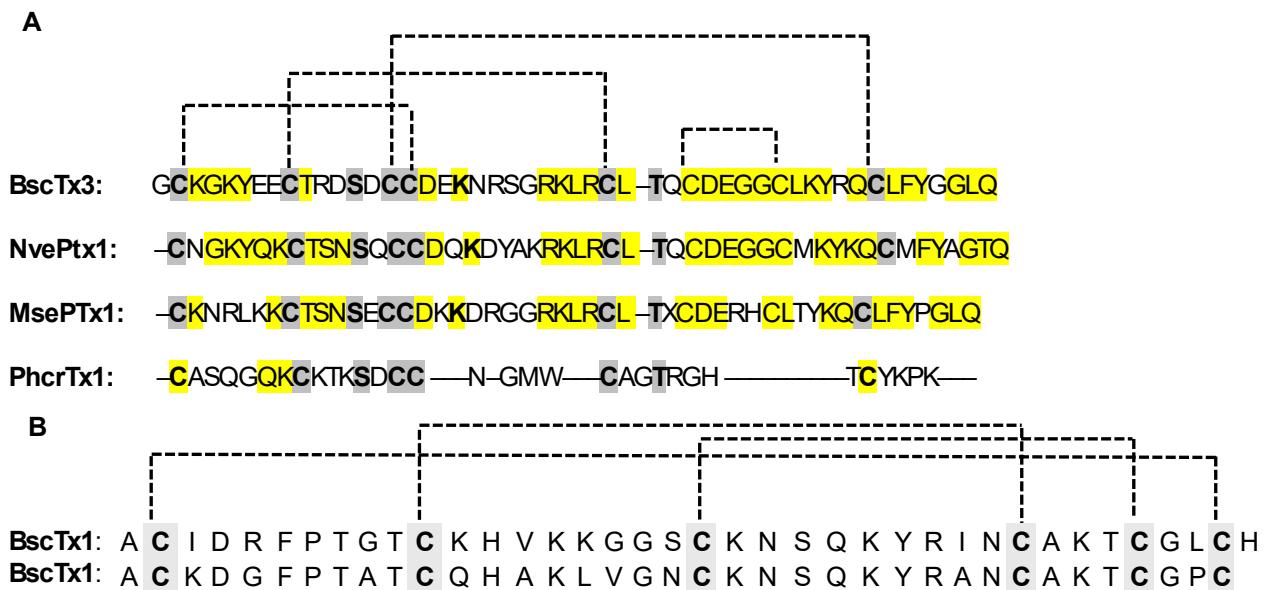 A
BscTx3: GCKGKYEECTRDSDCCDEKNRSGRKLRCL–TQCDEGGCLKYRQCLFYGGLQ
NvePtx1: –CNGKYQKCTSNSQCCDQKDYAKRKLRCL–TQCDEGGCMKYKQCMFYAGTQ
MsePTx1: –CKNRLKKCTSNSECCDKKDRGGRKLRCL–TXCDERHCLTYKQCLFYPGLQ
PhcrTx1: –CASQGQKCKTKSDCC——N–GMW——CAGTRGH—————TCYKPK——
B
BscTx1: A C I D R F P T G T C K H V K K G G S C K N S Q K Y R I N C A K T C G L C H
BscTx1: A C K D G F P T A T C Q H A K L V G N C K N S Q K Y R A N C A K T C G P C